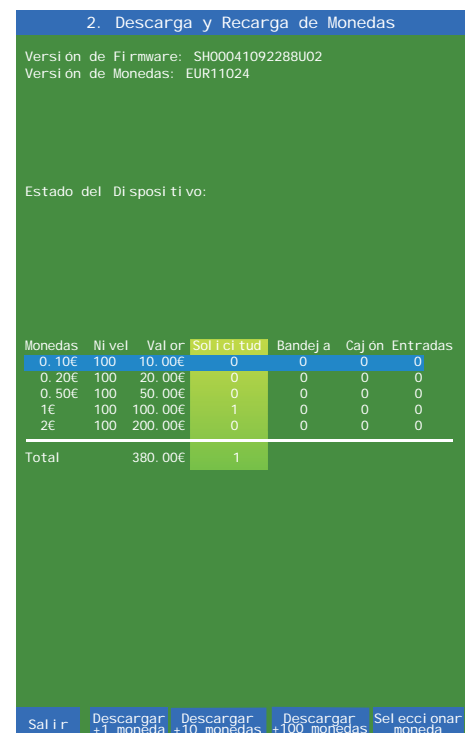 2. Descarga y Recarga de Monedas
Versión de Firmware: SH00041092288U02
Versión de Monedas: EUR11024
Estado del Dispositivo:
Monedas Nivel Valor Solicitud Bandeja Cajón Entradas
0.10€ 100 10.00€ 0 0 0 0
0.20€ 100 20.00€ 0 0 0 0
0.50€ 100 50.00€ 0 0 0 0
1€ 100 100.00€ 1 0 0 0
2€ 100 200.00€ 0 0 0 0
Total 380.00€ 1
Salir
Descargar
+1 moneda
Descargar
+10 monedas
Descargar
+100 monedas
Seleccionar
moneda